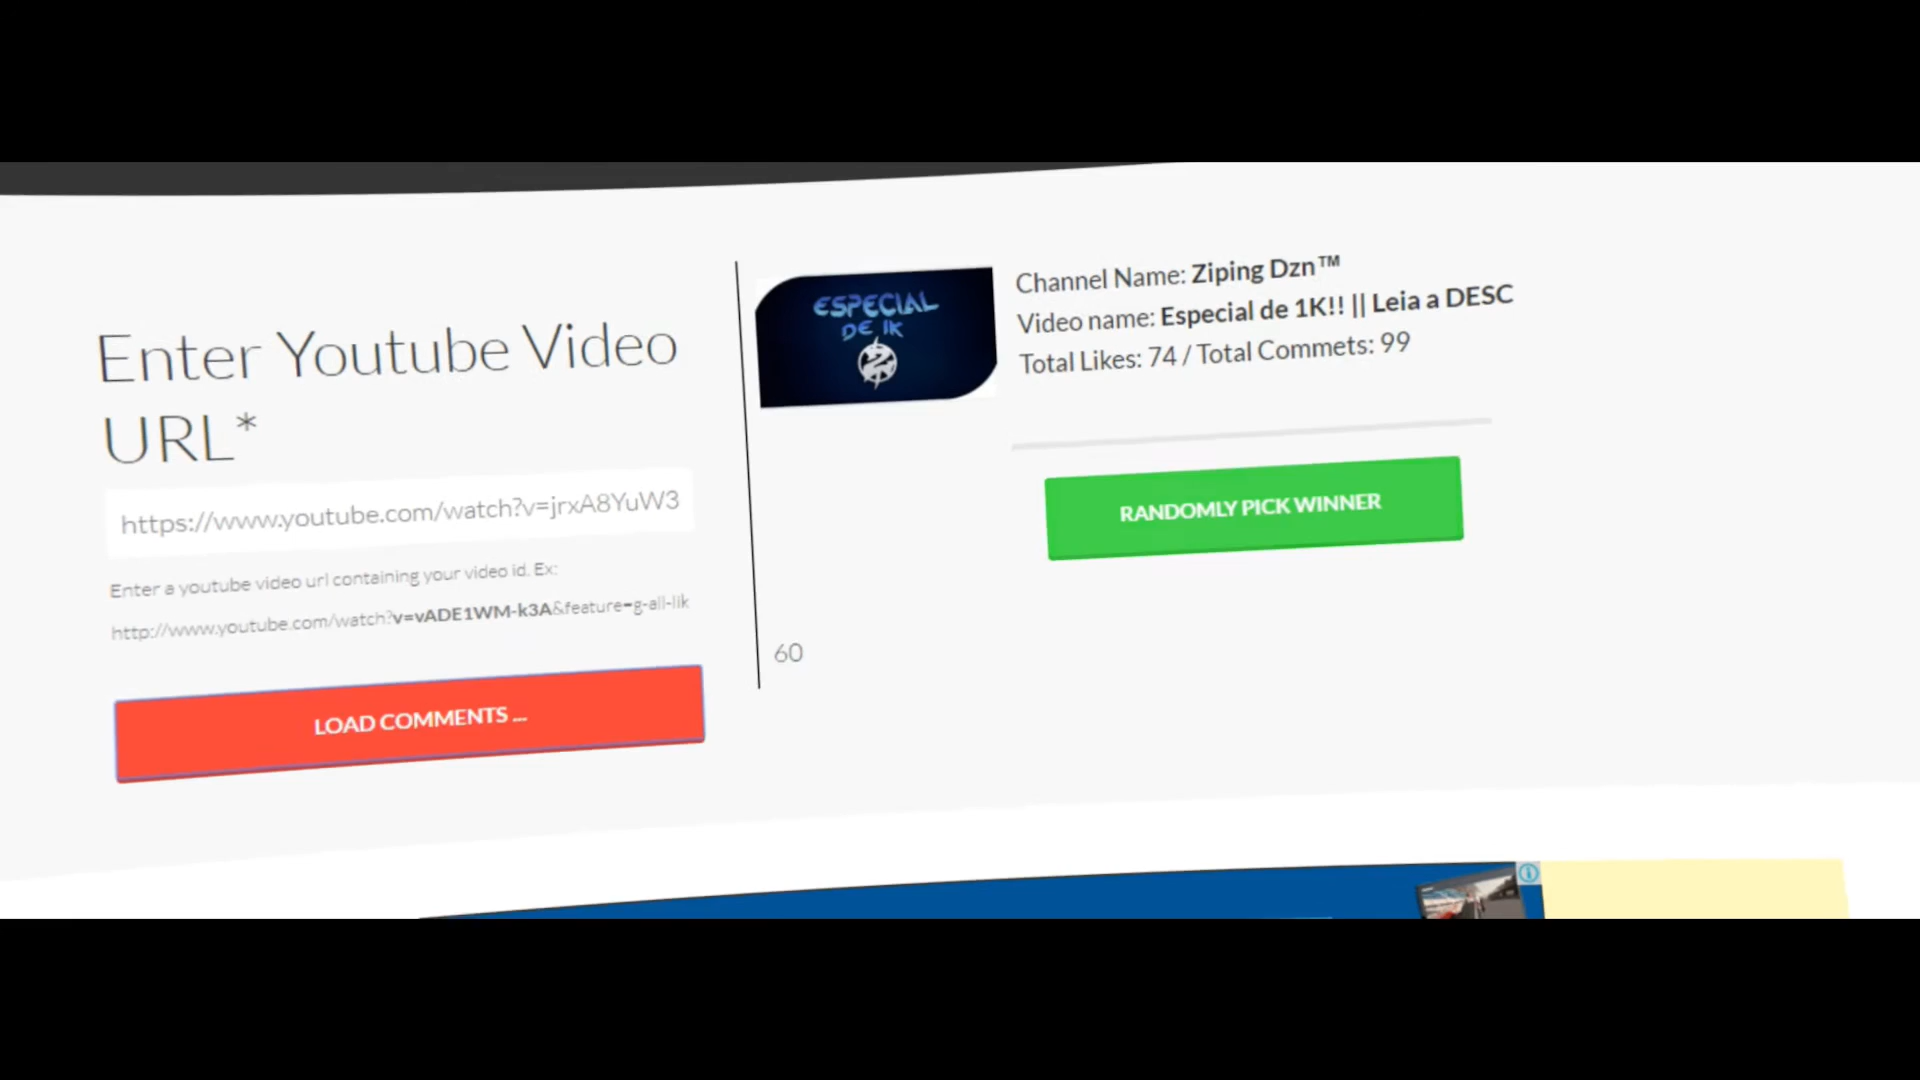 Enter Youtube Video
URL*
https://www.youtube.com/watch?v=jrxA8YuW3
Enter a youtube video url containing your video id. Ex:
http://www.youtube.com/watch?v=vADE1WM-k3A&feature=g-all-lik
LOAD COMMENTS ...
ESPECIAL
DE 1K
Channel Name: Ziping Dzn™
Video name: Especial de 1K!! || Leia a DESC
Total Likes: 74 / Total Commets: 99
RANDOMLY PICK WINNER
60